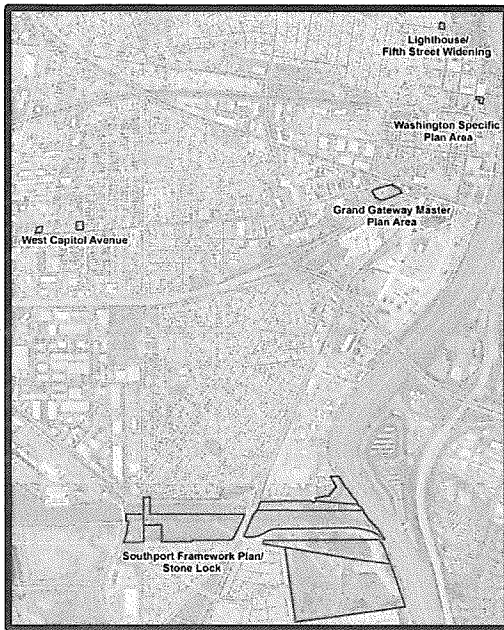 Lighthouse/
Fifth Street Widening
Washington Specific
Plan Area
Grand Gateway Master
Plan Area
West Capitol Avenue
Southport Framework Plan/
Stone Lock